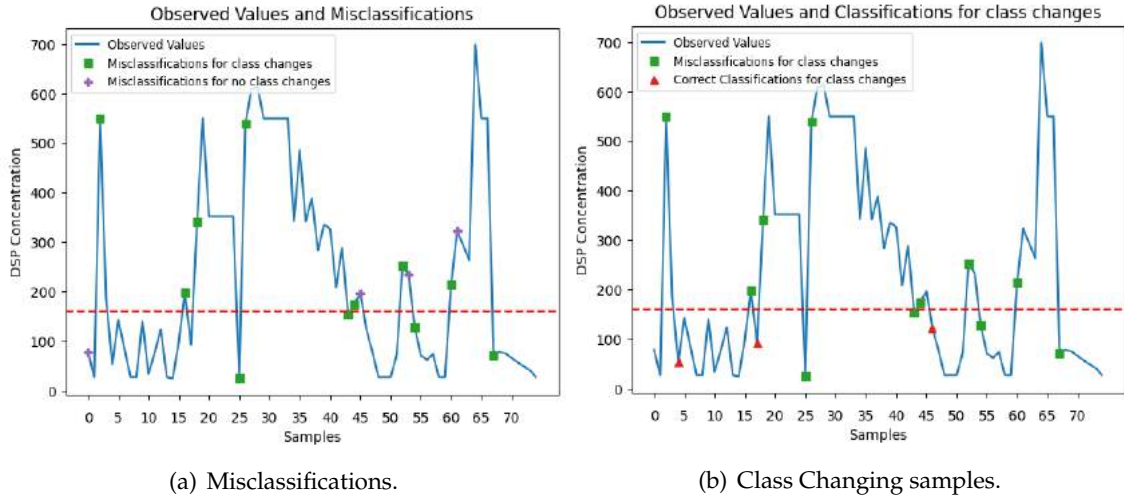 Observed Values and Misclassifications
Observed Values
Misclassifications for class changes
Misclassifications for no class changes
700
600
500
400
300
200
100
0
DSP Concentration
0 5 10 15 20 25 30 35 40 45 50 55 60 65 70
Samples
(a) Misclassifications.
Observed Values and Classifications for class changes
Observed Values
Misclassifications for class changes
Correct Classifications for class changes
700
600
500
400
300
200
100
0
DSP Concentration
0 5 10 15 20 25 30 35 40 45 50 55 60 65 70
Samples
(b) Class Changing samples.